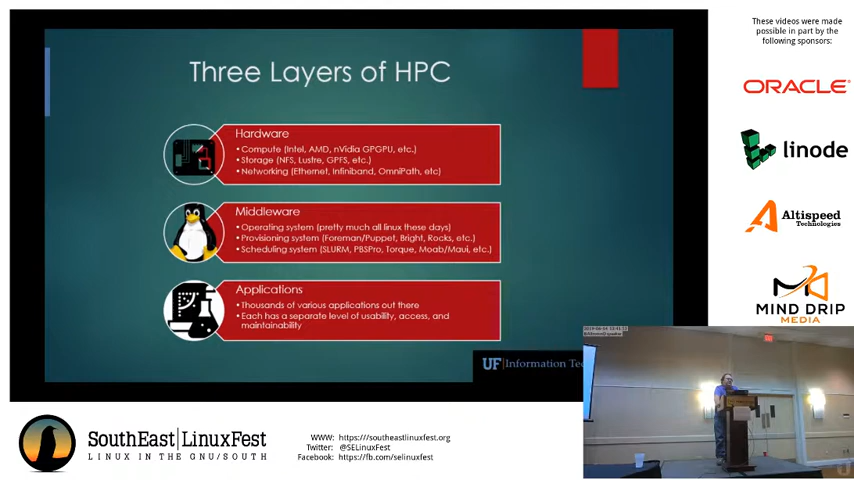 These videos were made
possible in part by the
following sponsors:
ORACLE
linode
Altispeed
Technologies
MIND DRIP
MEDIA
Three Layers of HPC
Hardware
• Compute (Intel, AMD, nVidia GPGPU, etc.)
• Storage (NFS, Lustre, GPFS, etc.)
• Networking (Ethernet, Infiniband, OmniPath, etc)
Middleware
• Operating system (pretty much all linux these days)
• Provisioning system (Foreman/Puppet, Bright, Rocks, etc.)
• Scheduling system (SLURM, PBSPro, Torque, Moab/Maui, etc.)
Applications
• Thousands of various applications out there
• Each has a separate level of usability, access, and
maintainability
UF Information Te
SouthEast|LinuxFest
LINUX IN THE GNU/SOUTH
WWW: https://southeastlinuxfest.org
Twitter: @SELinuxFest
Facebook: https://fb.com/selinuxfest